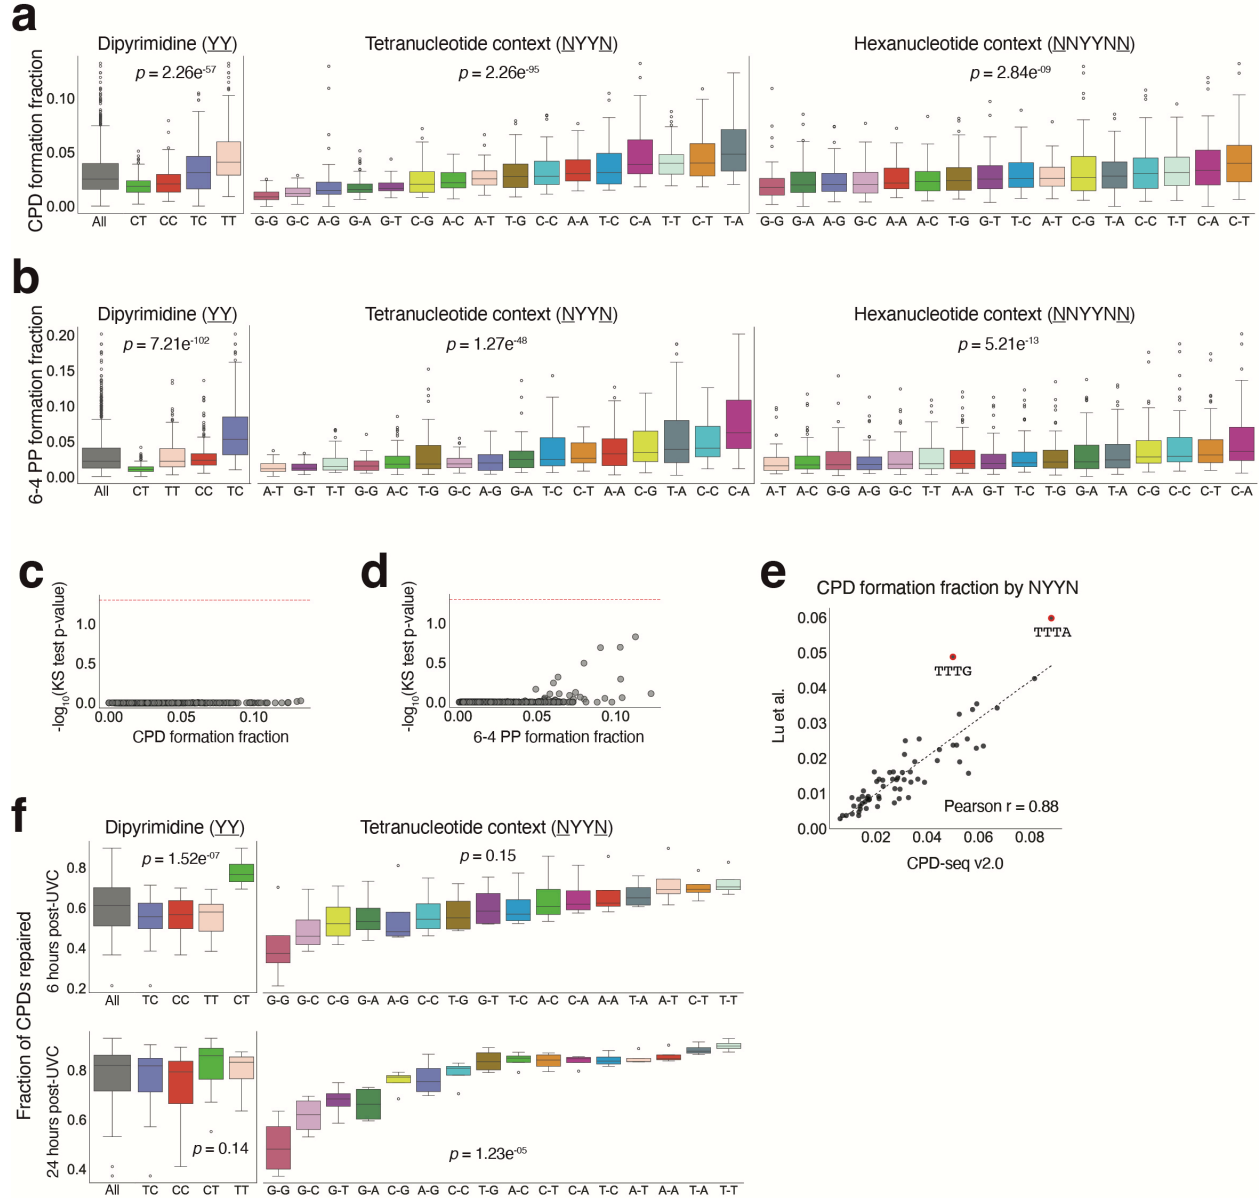 a
Dipyrimidine (YY)
Tetranucleotide context (NYYN)
Hexanucleotide context (NNYYNN)
p = 2.26e-57
p = 2.26e-95
p = 2.84e-09
CPD formation fraction
0.10
0.05
0.00
All CT CC TC TT
G-G G-C A-G G-A G-T C-G A-C A-T T-G C-C A-A T-C C-A T-T C-T T-A
G-G G-A A-G G-C A-A A-C T-G G-T T-C A-T C-G T-A C-C T-T C-A C-T
b
Dipyrimidine (YY)
Tetranucleotide context (NYYN)
Hexanucleotide context (NNYYNN)
p = 7.21e-102
p = 1.27e-48
p = 5.21e-13
6-4 PP formation fraction
0.20
0.15
0.10
0.05
0.00
All CT TT CC TC
A-T G-T T-T G-G A-C T-G G-C A-G G-A T-C C-T A-A C-G T-A C-C C-A
A-T A-C G-G A-G G-C T-T A-A G-T T-C T-G G-A T-A C-G C-C C-T C-A
c
-log10(KS test p-value)
1.0
0.5
0.0
0.00 0.05 0.10
CPD formation fraction
d
-log10(KS test p-value)
1.0
0.5
0.0
0.00 0.05 0.10
6-4 PP formation fraction
e
CPD formation fraction by NYYN
Lu et al.
0.06
0.05
0.04
0.03
0.02
0.01
0.00
TTTA
TTTG
Pearson r = 0.88
0.02 0.04 0.06 0.08
CPD-seq v2.0
f
Dipyrimidine (YY)
Tetranucleotide context (NYYN)
p = 1.52e-07
p = 0.15
Fraction of CPDs repaired
6 hours post-UVC
0.8
0.6
0.4
0.2
All TC CC TT CT
G-G G-C C-G G-A A-G C-C T-G G-T T-C A-C C-A A-A T-A A-T C-T T-T
24 hours post-UVC
0.8
0.6
0.4
p = 0.14
p = 1.23e-05
All TC CC CT TT
G-G G-C G-T G-A C-G A-G C-C T-G A-C C-T C-A T-C A-T A-A T-A T-T